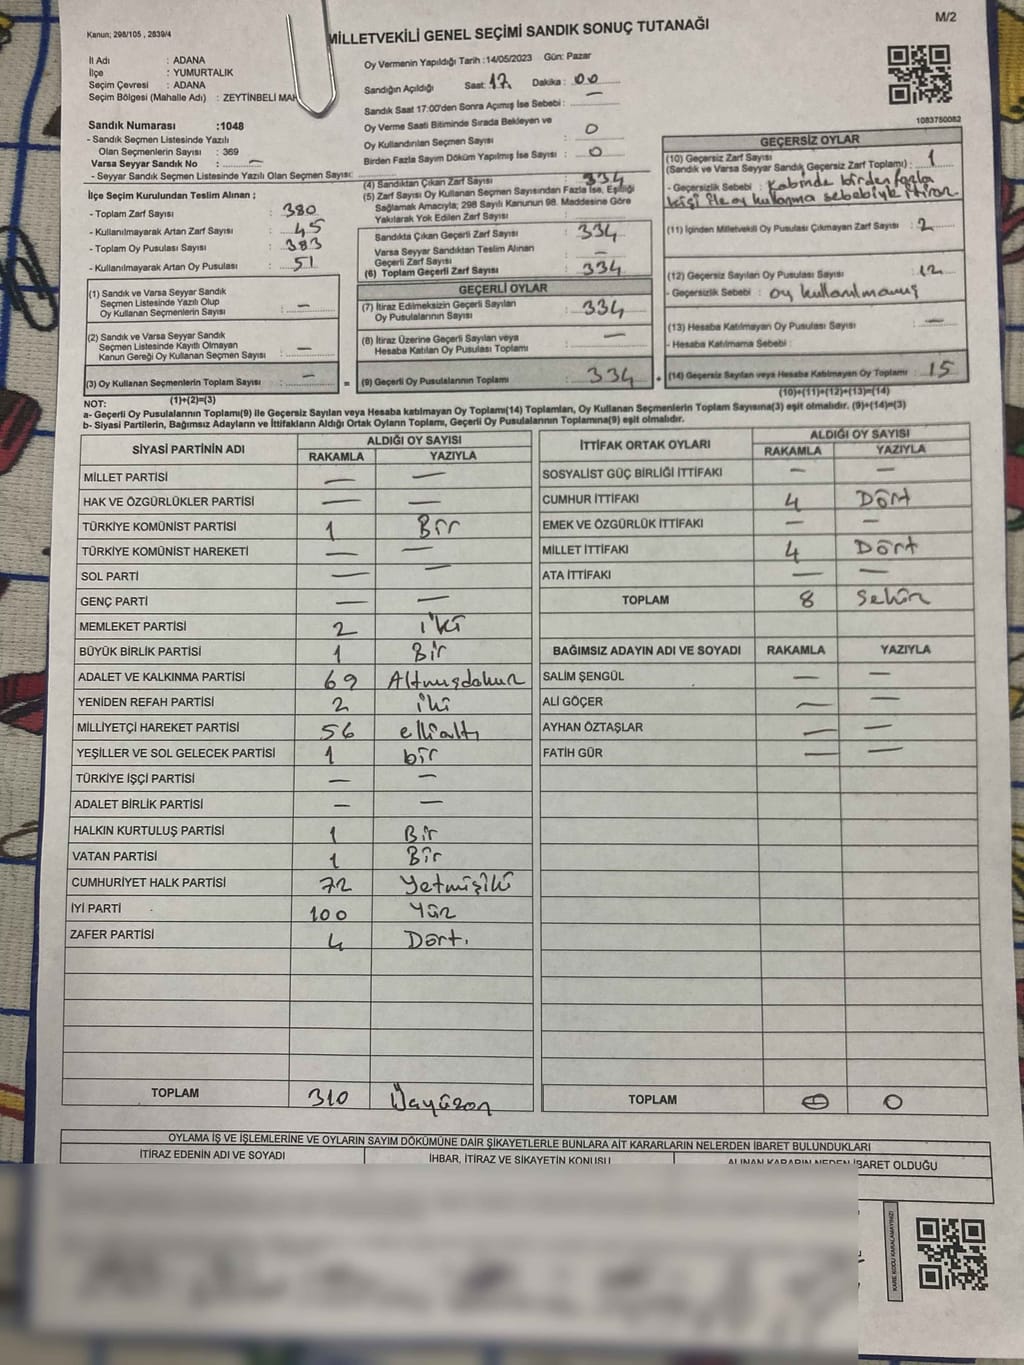 M/2
Kanun; 298/105 , 2839/4
MİLLETVEKİLİ GENEL SEÇİMİ SANDIK SONUÇ TUTANAĞI
İl Adı : ADANA
İlçe : YUMURTALIK
Seçim Çevresi : ADANA
Seçim Bölgesi (Mahalle Adı) : ZEYTİNBELİ MAH
Sandık Numarası :1048
- Sandık Seçmen Listesinde Yazılı
Olan Seçmenlerin Sayısı : 369
Varsa Seyyar Sandık No : —
- Seyyar Sandık Seçmen Listesinde Yazılı Olan Seçmen Sayısı:
İlçe Seçim Kurulundan Teslim Alınan ;
- Toplam Zarf Sayısı : 380
- Kullanılmayarak Artan Zarf Sayısı : 45
- Toplam Oy Pusulası Sayısı : 383
- Kullanılmayarak Artan Oy Pusulası : 51
(1) Sandık ve Varsa Seyyar Sandık
Seçmen Listesinde Yazılı Olup
Oy Kullanan Seçmenlerin Sayısı : —
(2) Sandık ve Varsa Seyyar Sandık
Seçmen Listesinde Kayıtlı Olmayan
Kanun Gereği Oy Kullanan Seçmen Sayısı : —
(3) Oy Kullanan Seçmenlerin Toplam Sayısı : — =
(1)+(2)=(3)
Oy Vermenin Yapıldığı Tarih :14/05/2023 Gün: Pazar
Sandığın Açıldığı Saat: 17 Dakika : 00
Sandık Saat 17:00'den Sonra Açımış İse Sebebi : —
Oy Verme Saati Bitiminde Sırada Bekleyen ve
Oy Kullandırılan Seçmen Sayısı : 0
Birden Fazla Sayım Döküm Yapılmış İse Sayısı : 0
(4) Sandıktan Çıkan Zarf Sayısı : 334
(5) Zarf Sayısı Oy Kullanan Seçmen Sayısından Fazla İse, Eşitliği
Sağlamak Amacıyla; 298 Sayılı Kanunun 98. Maddesine Göre
Yakılarak Yok Edilen Zarf Sayısı :
Sandıkta Çıkan Geçerli Zarf Sayısı : 334
Varsa Seyyar Sandıktan Teslim Alınan
Geçerli Zarf Sayısı : —
(6) Toplam Geçerli Zarf Sayısı : 334
GEÇERLİ OYLAR
(7) İtiraz Edilmeksizin Geçerli Sayılan
Oy Pusulalarının Sayısı : 334
(8) İtiraz Üzerine Geçerli Sayılan veya
Hesaba Katılan Oy Pusulası Toplamı : —
(9) Geçerli Oy Pusulalarının Toplamı : 334 +
1083750082
GEÇERSİZ OYLAR
(10) Geçersiz Zarf Sayısı
(Sandık ve Varsa Seyyar Sandık Geçersiz Zarf Toplamı) : 1
- Geçersizlik Sebebi : Kabinde birden fazla
kişi ile oy kullanma sebebiyle itiraz
(11) İçinden Milletvekili Oy Pusulası Çıkmayan Zarf Sayısı : 2
(12) Geçersiz Sayılan Oy Pusulası Sayısı : 12
- Geçersizlik Sebebi : Oy kullanılmamış
(13) Hesaba Katılmayan Oy Pusulası Sayısı : —
- Hesaba Katılmama Sebebi :
(14) Geçersiz Sayılan veya Hesaba Katılmayan Oy Toplamı : 15
(10)+(11)+(12)+(13)=(14)
NOT:
a- Geçerli Oy Pusulalarının Toplamı(9) ile Geçersiz Sayılan veya Hesaba katılmayan Oy Toplamı(14) Toplamları, Oy Kullanan Seçmenlerin Toplam Sayısına(3) eşit olmalıdır. (9)+(14)=(3)
b- Siyasi Partilerin, Bağımsız Adayların ve İttifakların Aldığı Ortak Oyların Toplamı, Geçerli Oy Pusulalarının Toplamına(9) eşit olmalıdır.
SİYASİ PARTİNİN ADI ALDIĞI OY SAYISI
RAKAMLA YAZIYLA
MİLLET PARTİSİ — —
HAK VE ÖZGÜRLÜKLER PARTİSİ — —
TÜRKİYE KOMÜNİST PARTİSİ 1 Bir
TÜRKİYE KOMÜNİST HAREKETİ — —
SOL PARTİ — —
GENÇ PARTİ — —
MEMLEKET PARTİSİ 2 iki
BÜYÜK BİRLİK PARTİSİ 1 Bir
ADALET VE KALKINMA PARTİSİ 69 Altmışdokuz
YENİDEN REFAH PARTİSİ 2 iki
MİLLİYETÇİ HAREKET PARTİSİ 56 ellialtı
YEŞİLLER VE SOL GELECEK PARTİSİ 1 bir
TÜRKİYE İŞÇİ PARTİSİ — —
ADALET BİRLİK PARTİSİ — —
HALKIN KURTULUŞ PARTİSİ 1 Bir
VATAN PARTİSİ 1 Bir
CUMHURİYET HALK PARTİSİ 72 Yetmişiki
İYİ PARTİ 100 Yüz
ZAFER PARTİSİ 4 Dört.
TOPLAM 310 Üçyüzon
İTTİFAK ORTAK OYLARI ALDIĞI OY SAYISI
RAKAMLA YAZIYLA
SOSYALİST GÜÇ BİRLİĞİ İTTİFAKI — —
CUMHUR İTTİFAKI 4 Dört
EMEK VE ÖZGÜRLÜK İTTİFAKI — —
MİLLET İTTİFAKI 4 Dört
ATA İTTİFAKI — —
TOPLAM 8 Sekiz
BAĞIMSIZ ADAYIN ADI VE SOYADI RAKAMLA YAZIYLA
SALİM ŞENGÜL — —
ALİ GÖÇER — —
AYHAN ÖZTAŞLAR — —
FATİH GÜR — —
TOPLAM 0 0
OYLAMA İŞ VE İŞLEMLERİNE VE OYLARIN SAYIM DÖKÜMÜNE DAİR ŞİKAYETLERLE BUNLARA AİT KARARLARIN NELERDEN İBARET BULUNDUKLARI
İTİRAZ EDENİN ADI VE SOYADI İHBAR, İTİRAZ VE ŞİKAYETİN KONUSU ALINAN KARARIN NEDEN İBARET OLDUĞU
KARE KODU KARALAMAYINIZ!